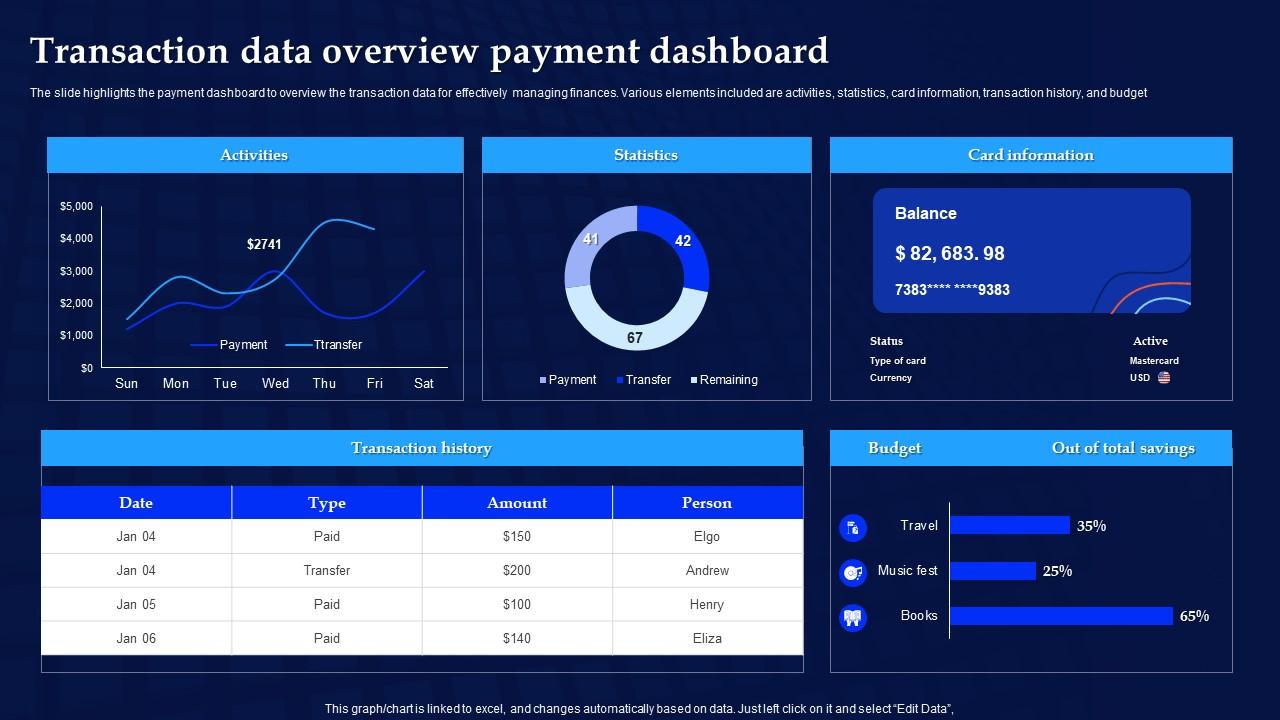 Transaction data overview payment dashboard
The slide highlights the payment dashboard to overview the transaction data for effectively managing finances. Various elements included are activities, statistics, card information, transaction history, and budget
Activities
$5,000
$4,000
$3,000
$2,000
$1,000
$0
$2741
Payment Ttransfer
Sun Mon Tue Wed Thu Fri Sat
Statistics
41 42
67
Payment Transfer Remaining
Card information
Balance
$ 82, 683. 98
7383**** ****9383
Status Active
Type of card Mastercard
Currency USD
Transaction history
Date Type Amount Person
Jan 04 Paid $150 Elgo
Jan 04 Transfer $200 Andrew
Jan 05 Paid $100 Henry
Jan 06 Paid $140 Eliza
Budget Out of total savings
Travel 35%
Music fest 25%
Books 65%
This graph/chart is linked to excel, and changes automatically based on data. Just left click on it and select “Edit Data”,